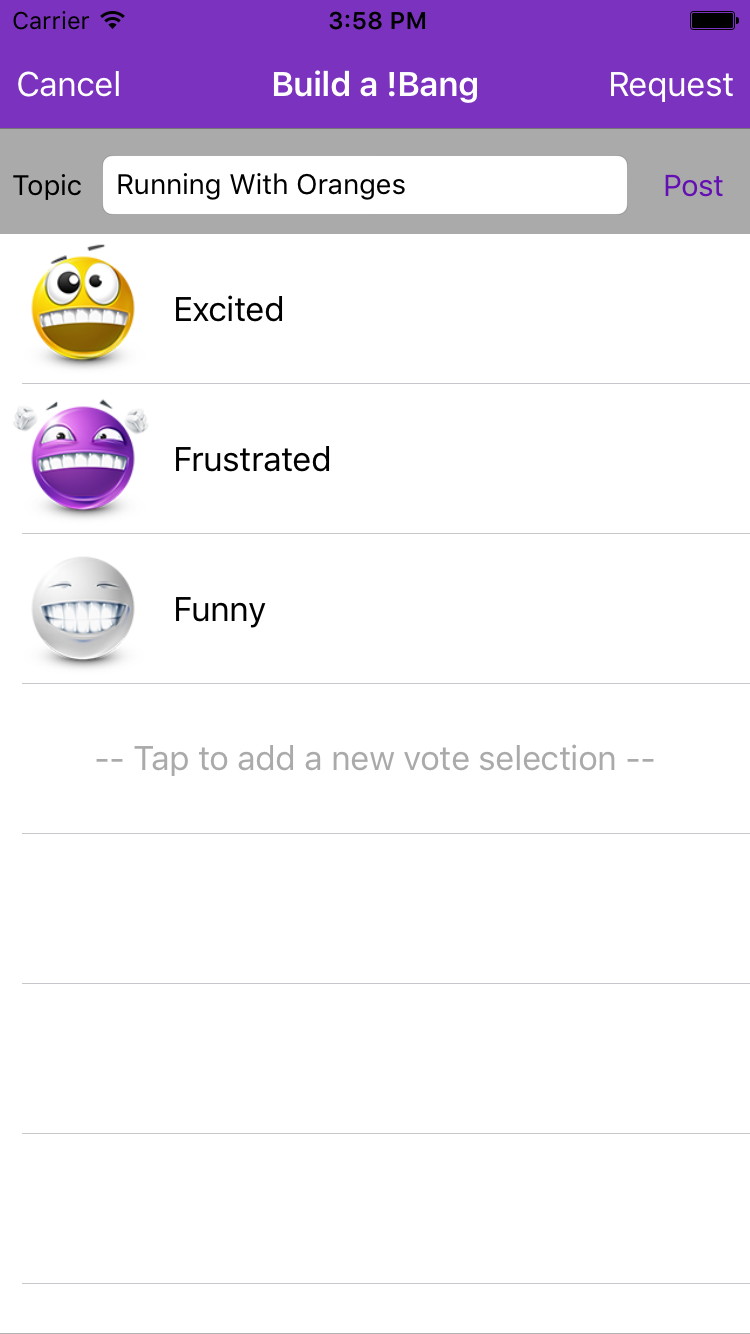 Carrier 3:58 PM
Cancel Build a !Bang Request
Topic Running With Oranges Post
Excited
Frustrated
Funny
-- Tap to add a new vote selection --